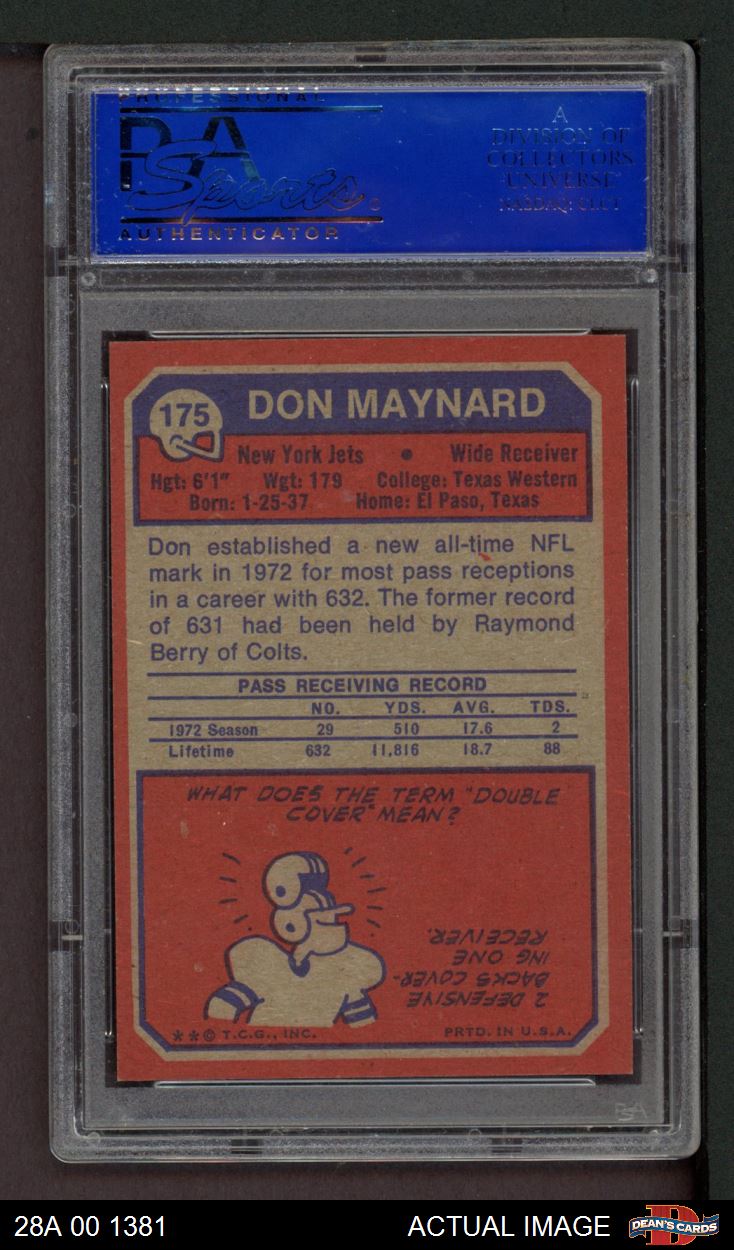 PROFESSIONAL
PSA
Sports
AUTHENTICATOR
A
DIVISION OF
COLLECTORS
UNIVERSE
NASDAQ: CLCT
175
DON MAYNARD
New York Jets • Wide Receiver
Hgt: 6'1" Wgt: 179 College: Texas Western
Born: 1-25-37 Home: El Paso, Texas
Don established a new all-time NFL
mark in 1972 for most pass receptions
in a career with 632. The former record
of 631 had been held by Raymond
Berry of Colts.
PASS RECEIVING RECORD
NO. YDS. AVG. TDS.
1972 Season 29 510 17.6 2
Lifetime 632 11,816 18.7 88
WHAT DOES THE TERM "DOUBLE
COVER" MEAN?
2 DEFENSIVE
BACKS COVER-
ING ONE
RECEIVER.
**© T.C.G., INC. PRTD. IN U.S.A.
PSA
28A 00 1381 ACTUAL IMAGE
D
DEAN'S CARDS